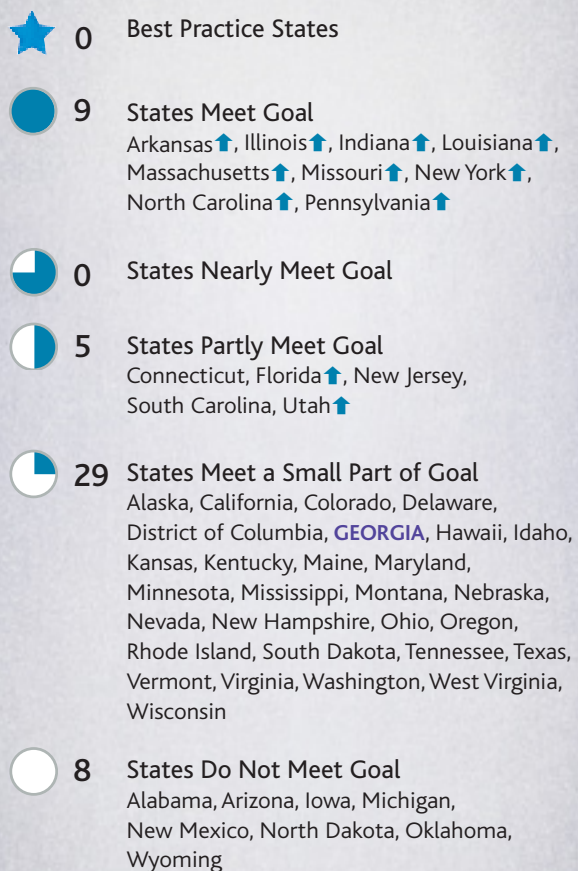 0 Best Practice States
9 States Meet Goal
Arkansas⬆, Illinois⬆, Indiana⬆, Louisiana⬆,
Massachusetts⬆, Missouri⬆, New York⬆,
North Carolina⬆, Pennsylvania⬆
0 States Nearly Meet Goal
5 States Partly Meet Goal
Connecticut, Florida⬆, New Jersey,
South Carolina, Utah⬆
29 States Meet a Small Part of Goal
Alaska, California, Colorado, Delaware,
District of Columbia, GEORGIA, Hawaii, Idaho,
Kansas, Kentucky, Maine, Maryland,
Minnesota, Mississippi, Montana, Nebraska,
Nevada, New Hampshire, Ohio, Oregon,
Rhode Island, South Dakota, Tennessee, Texas,
Vermont, Virginia, Washington, West Virginia,
Wisconsin
8 States Do Not Meet Goal
Alabama, Arizona, Iowa, Michigan,
New Mexico, North Dakota, Oklahoma,
Wyoming